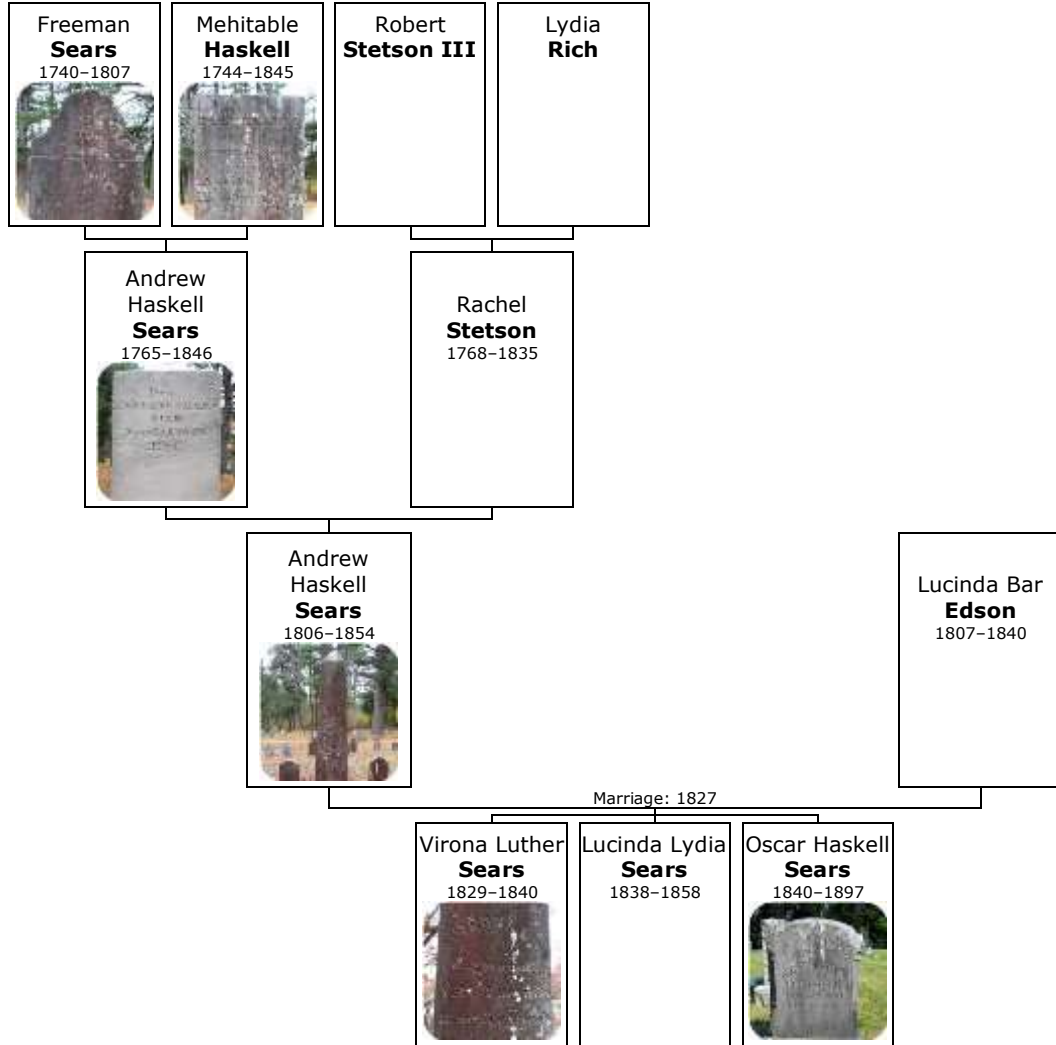 Freeman
Sears
1740–1807
Mehitable
Haskell
1744–1845
Robert
Stetson III
Lydia
Rich
Andrew
Haskell
Sears
1765–1846
Rachel
Stetson
1768–1835
Andrew
Haskell
Sears
1806–1854
Lucinda Bar
Edson
1807–1840
Marriage: 1827
Virona Luther
Sears
1829–1840
Lucinda Lydia
Sears
1838–1858
Oscar Haskell
Sears
1840–1897